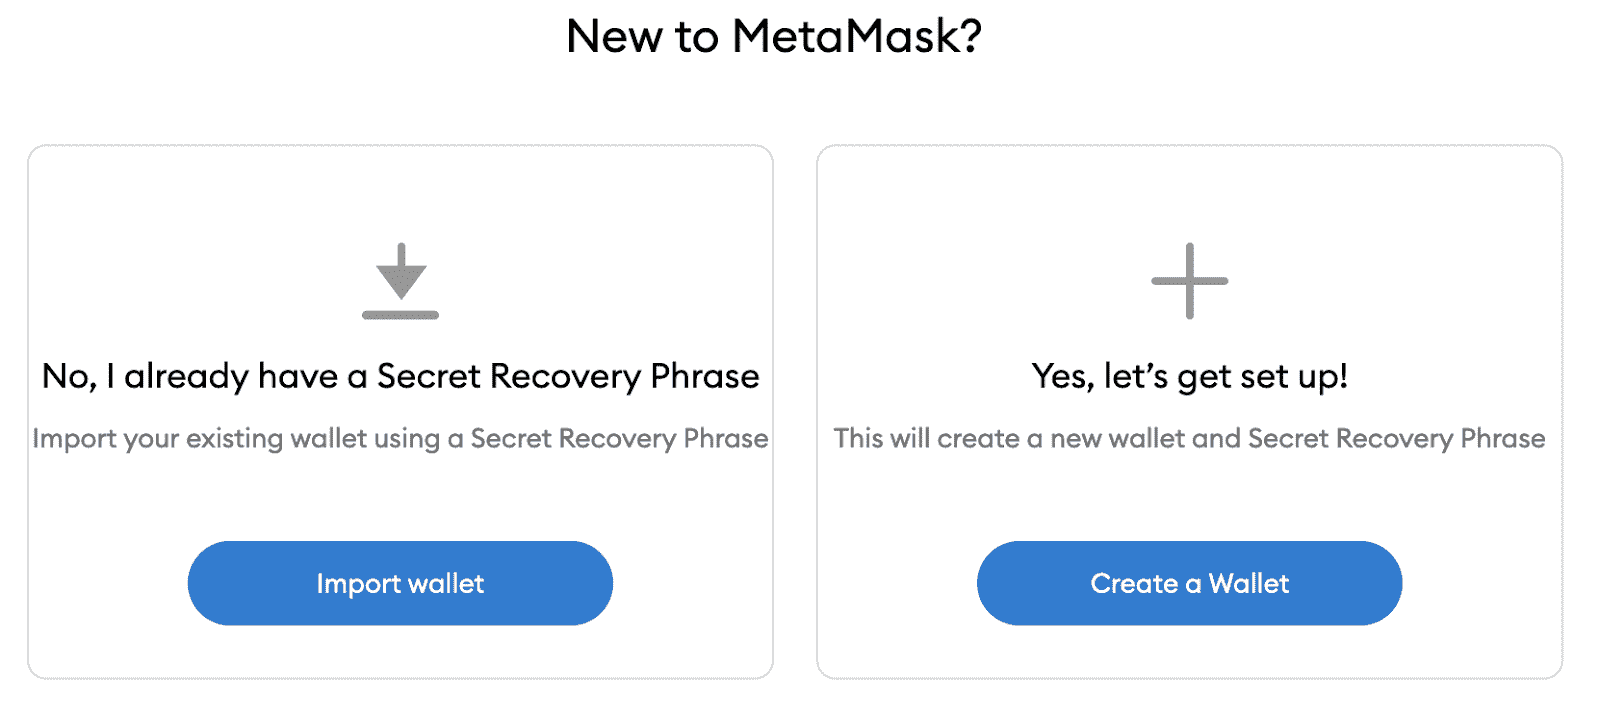 New to MetaMask?
No, I already have a Secret Recovery Phrase
Import your existing wallet using a Secret Recovery Phrase
Import wallet
Yes, let’s get set up!
This will create a new wallet and Secret Recovery Phrase
Create a Wallet